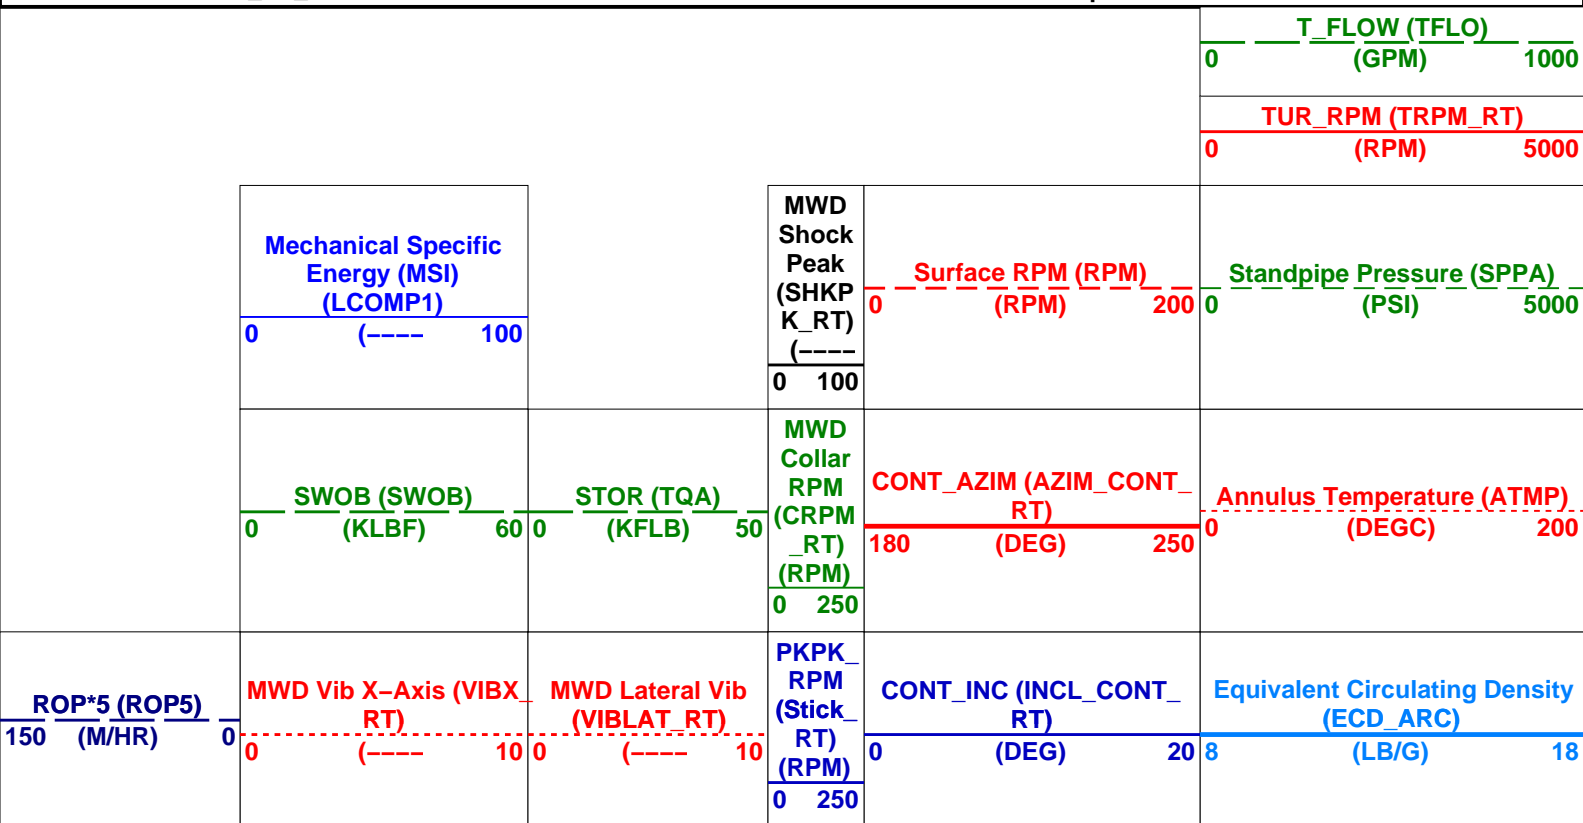 T_FLOW (TFLO)
0 (GPM) 1000
TUR_RPM (TRPM_RT)
0 (RPM) 5000
Mechanical Specific
Energy (MSI)
(LCOMP1)
0 (−−−− 100
MWD
Shock
Peak
(SHKP
K_RT)
(−−−−
0 100
Surface RPM (RPM)
0 (RPM) 200
Standpipe Pressure (SPPA)
0 (PSI) 5000
SWOB (SWOB)
0 (KLBF) 60
STOR (TQA)
0 (KFLB) 50
MWD
Collar
RPM
(CRPM
_RT)
(RPM)
0 250
CONT_AZIM (AZIM_CONT_
RT)
180 (DEG) 250
Annulus Temperature (ATMP)
0 (DEGC) 200
ROP*5 (ROP5)
150 (M/HR) 0
MWD Vib X−Axis (VIBX_
RT)
0 (−−−− 10
MWD Lateral Vib
(VIBLAT_RT)
0 (−−−− 10
PKPK_
RPM
(Stick_
RT)
(RPM)
0 250
CONT_INC (INCL_CONT_
RT)
0 (DEG) 20
Equivalent Circulating Density
(ECD_ARC)
8 (LB/G) 18